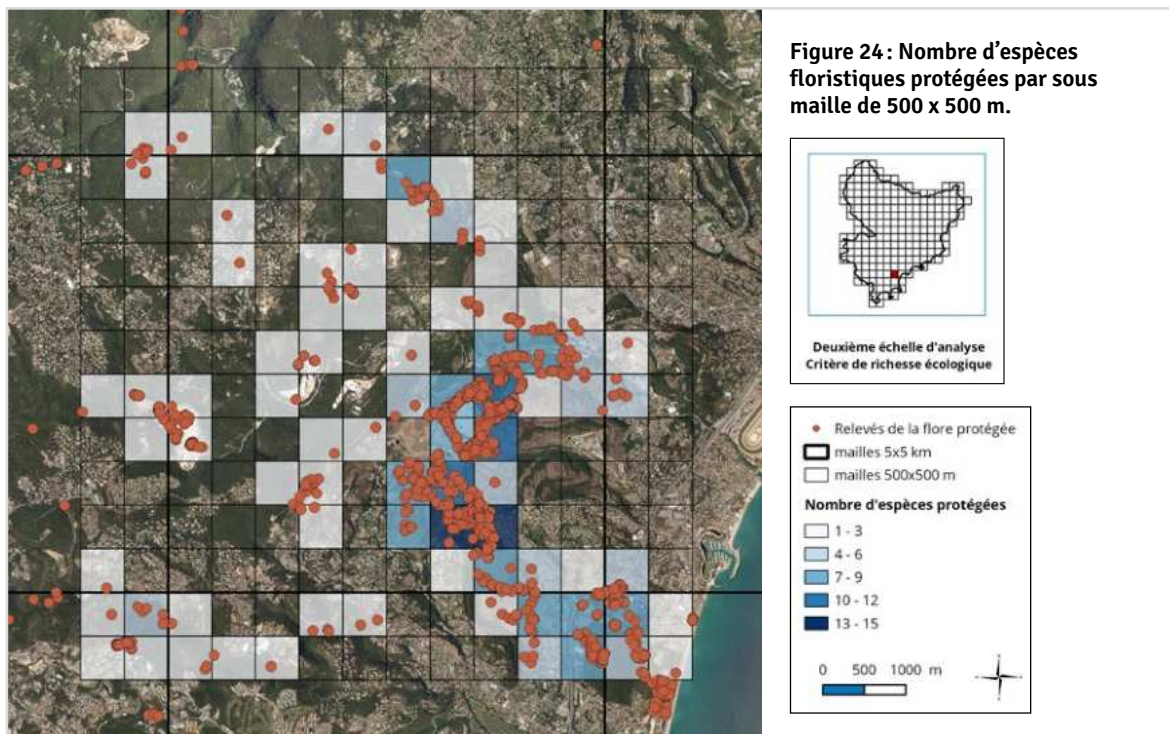 Figure 24 : Nombre d’espèces
floristiques protégées par sous
maille de 500 x 500 m.
Deuxième échelle d'analyse
Critère de richesse écologique
Relevés de la flore protégée
mailles 5x5 km
mailles 500x500 m
Nombre d'espèces protégées
1 - 3
4 - 6
7 - 9
10 - 12
13 - 15
0 500 1000 m